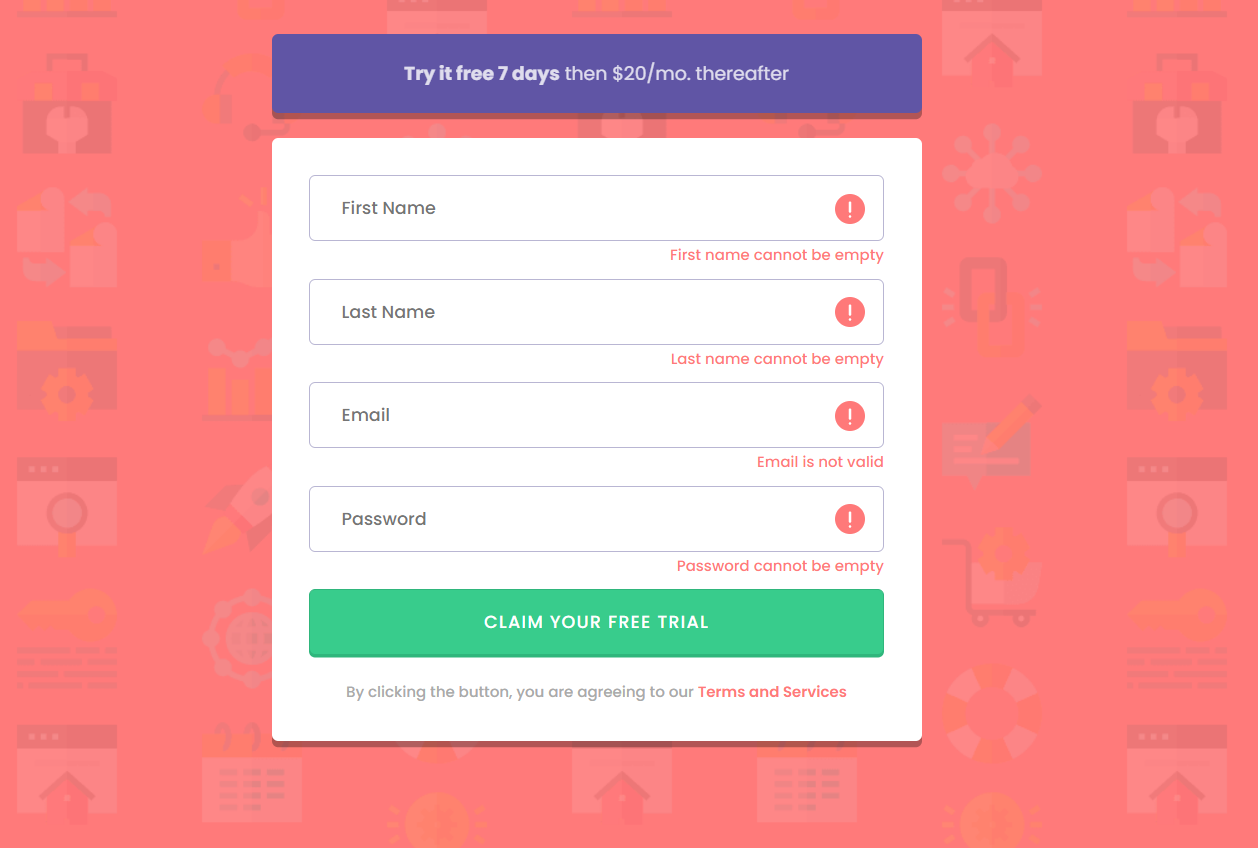 Try it free 7 days then $20/mo. thereafter
First Name
First name cannot be empty
Last Name
Last name cannot be empty
Email
Email is not valid
Password
Password cannot be empty
CLAIM YOUR FREE TRIAL
By clicking the button, you are agreeing to our Terms and Services